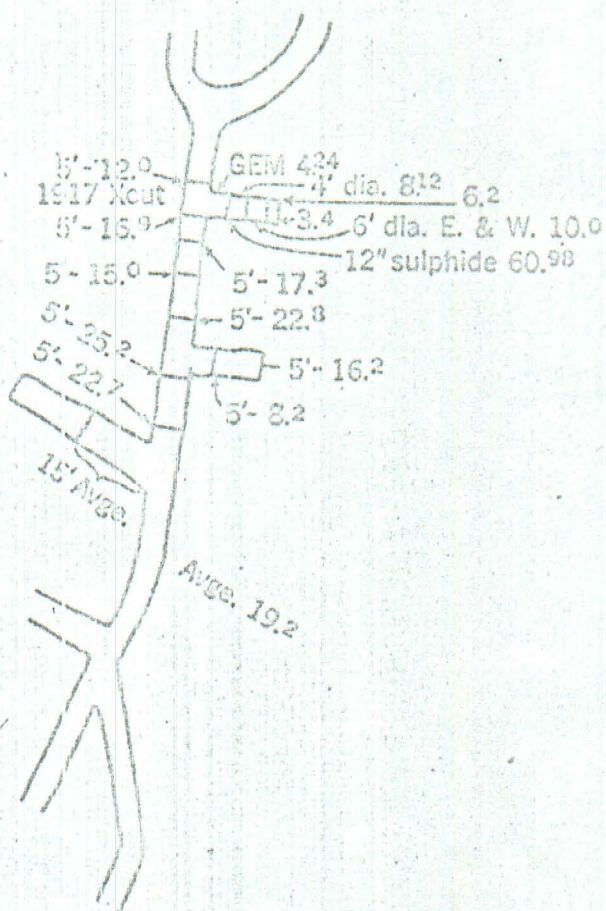 5'-12.0
GEM 4.24
1917 Xcut
4' dia. 8.12
6.2
3.4
5'-16.9
6' dia. E. & W. 10.0
12" sulphide 60.98
5-15.0
5'-17.3
5'-22.8
5'-25.2
5'-16.2
5'-22.7
5'-8.2
15' Avge.
Avge. 19.2